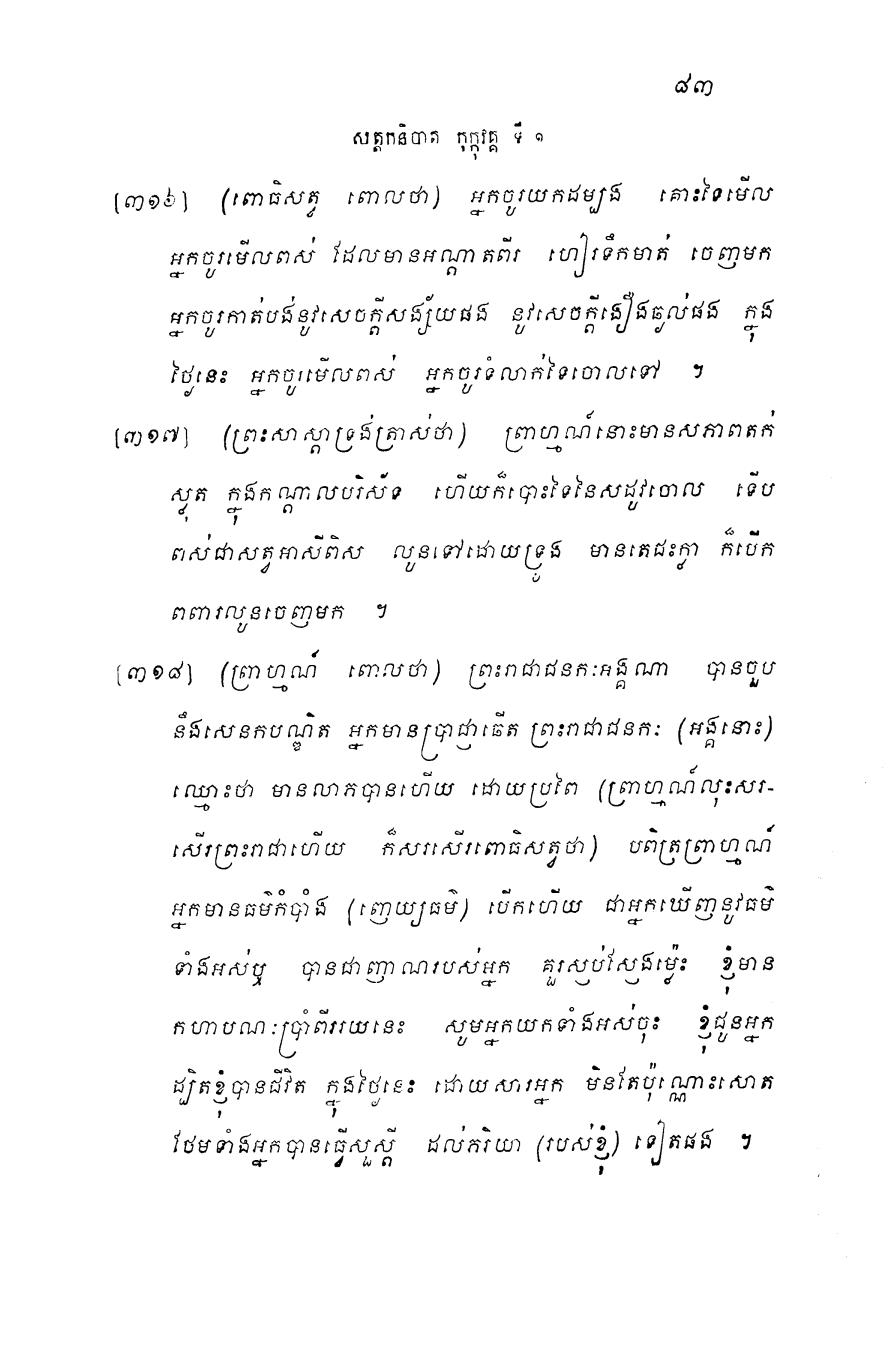 ៨៣
សត្តកនិបាត កុក្កុវគ្គ ទី ១
[៣១៦] (ពោធិសត្វ ពោលថា) អ្នកចូរយកដម្បង គោះទៃមើល
អ្នកចូរមើលពស់ ដែលមានអណ្តាតពីរ ហៀរទឹកមាត់ ចេញមក
អ្នកចូរកាត់បង់នូវសេចក្តីសង្ស័យផង នូវសេចក្តីងឿងឆ្ងល់ផង ក្នុង
ថ្ងៃនេះ អ្នកចូរមើលពស់ អ្នកចូរទំលាក់ទៃចោលទៅ ។
[៣១៧] (ព្រះសាស្តាទ្រង់ត្រាស់ថា) ព្រាហ្មណ៍នោះមានសភាពតក់
ស្លុត ក្នុងកណ្តាលបរិស័ទ ហើយក៏បោះទៃនៃសដូវចោល ទើប
ពស់ជាសត្វអាសីពិស លូនទៅដោយទ្រូង មានតេជះក្លា ក៏បើក
ពពារលូនចេញមក ។
[៣១៨] (ព្រាហ្មណ៍ ពោលថា) ព្រះរាជាជនកៈអង្គណា បានចួប
នឹងសេនកបណ្ឌិត អ្នកមានប្រាជ្ញាធើត ព្រះរាជាជនកៈ (អង្គនោះ)
ឈ្មោះថា មានលាភបានហើយ ដោយប្រពៃ (ព្រាហ្មណ៍លុះសរ-
សើរព្រះរាជាហើយ ក៏សរសើរពោធិសត្វថា) បពិត្រព្រាហ្មណ៍
អ្នកមានធម៌កំបាំង (ញេយ្យធម៌) បើកហើយ ជាអ្នកឃើញនូវធម៌
ទាំងអស់ឬ បានជាញាណរបស់អ្នក គួរស្ញប់ស្ញែងម្ល៉េះ ខ្ញុំមាន
កហាបណៈប្រាំពីររយនេះ សូមអ្នកយកទាំងអស់ចុះ ខ្ញុំជូនអ្នក
ដ្បិតខ្ញុំបានជីវិត ក្នុងថ្ងៃនេះ ដោយសារអ្នក មិនតែប៉ុណ្ណោះសោត
ថែមទាំងអ្នកបានធ្វើសួស្តី ដល់ភរិយា (របស់ខ្ញុំ) ទៀតផង ។